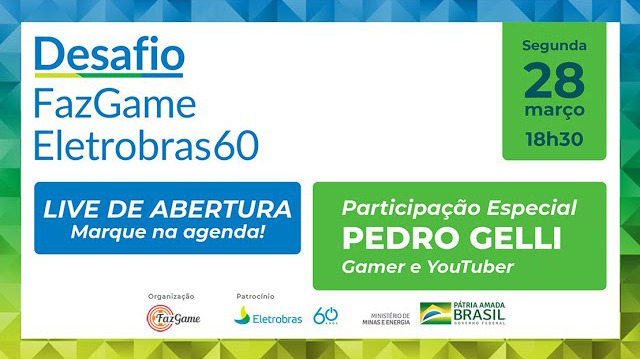 Desafio
FazGame
Eletrobras60
Segunda
28
março
18h30
LIVE DE ABERTURA
Marque na agenda!
Participação Especial
PEDRO GELLI
Gamer e YouTuber
Organização
FazGame
Patrocínio
Eletrobras
60
ANOS
MINISTÉRIO DE
MINAS E ENERGIA
PÁTRIA AMADA
BRASIL
GOVERNO FEDERAL